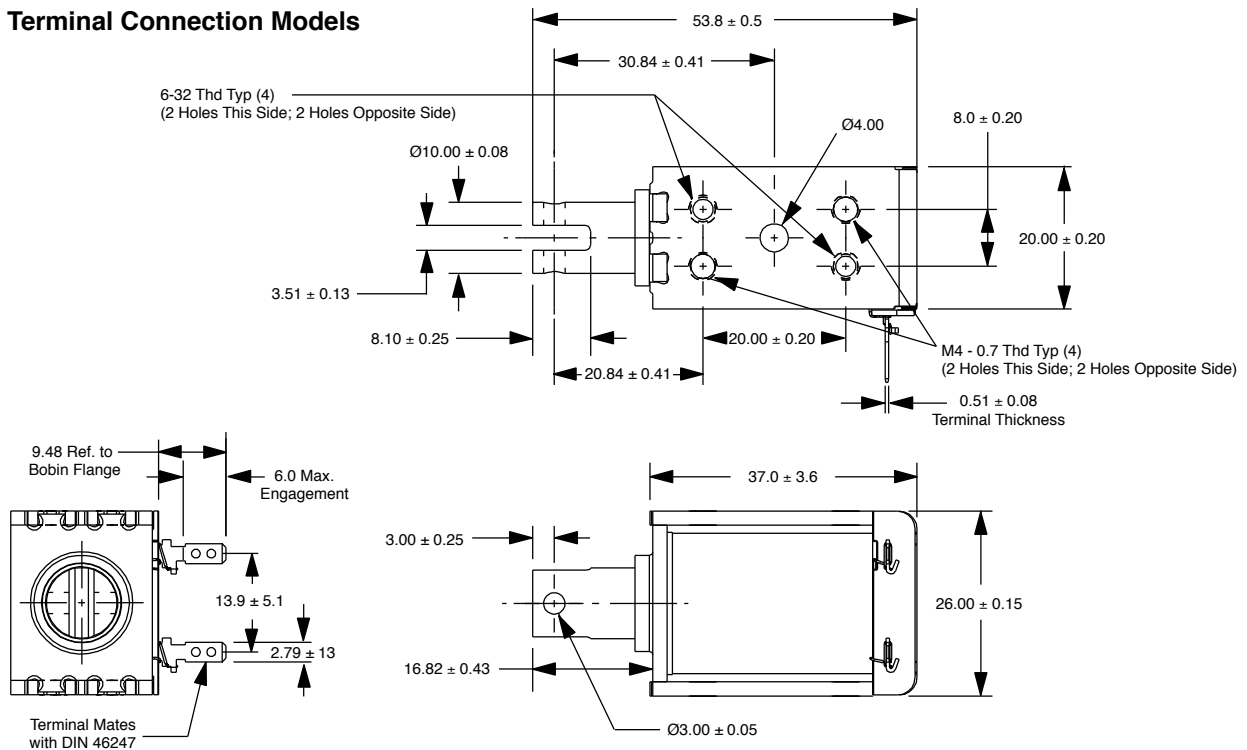 Terminal Connection Models
53.8 ± 0.5
30.84 ± 0.41
6-32 Thd Typ (4)
(2 Holes This Side; 2 Holes Opposite Side)
8.0 ± 0.20
Ø4.00
Ø10.00 ± 0.08
20.00 ± 0.20
3.51 ± 0.13
8.10 ± 0.25
20.00 ± 0.20
M4 - 0.7 Thd Typ (4)
(2 Holes This Side; 2 Holes Opposite Side)
20.84 ± 0.41
0.51 ± 0.08
Terminal Thickness
9.48 Ref. to
Bobin Flange
6.0 Max.
Engagement
37.0 ± 3.6
3.00 ± 0.25
13.9 ± 5.1
26.00 ± 0.15
2.79 ± 13
16.82 ± 0.43
Terminal Mates
with DIN 46247
Ø3.00 ± 0.05